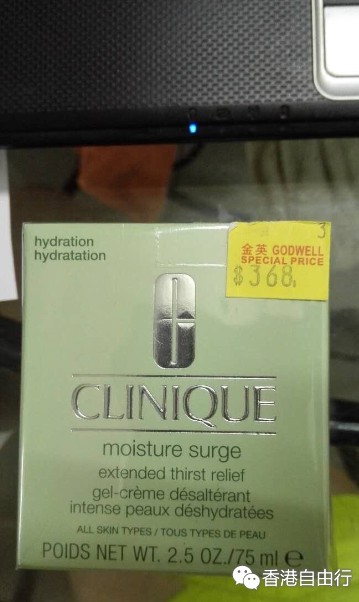 hydration
hydratation
3
金英 GODWELL
SPECIAL PRICE
$368.
CLINIQUE
moisture surge
extended thirst relief
gel-crème désaltérant
intense peaux déshydratées
ALL SKIN TYPES / TOUS TYPES DE PEAU
POIDS NET WT. 2.5 OZ./75 ml ℮
香港自由行